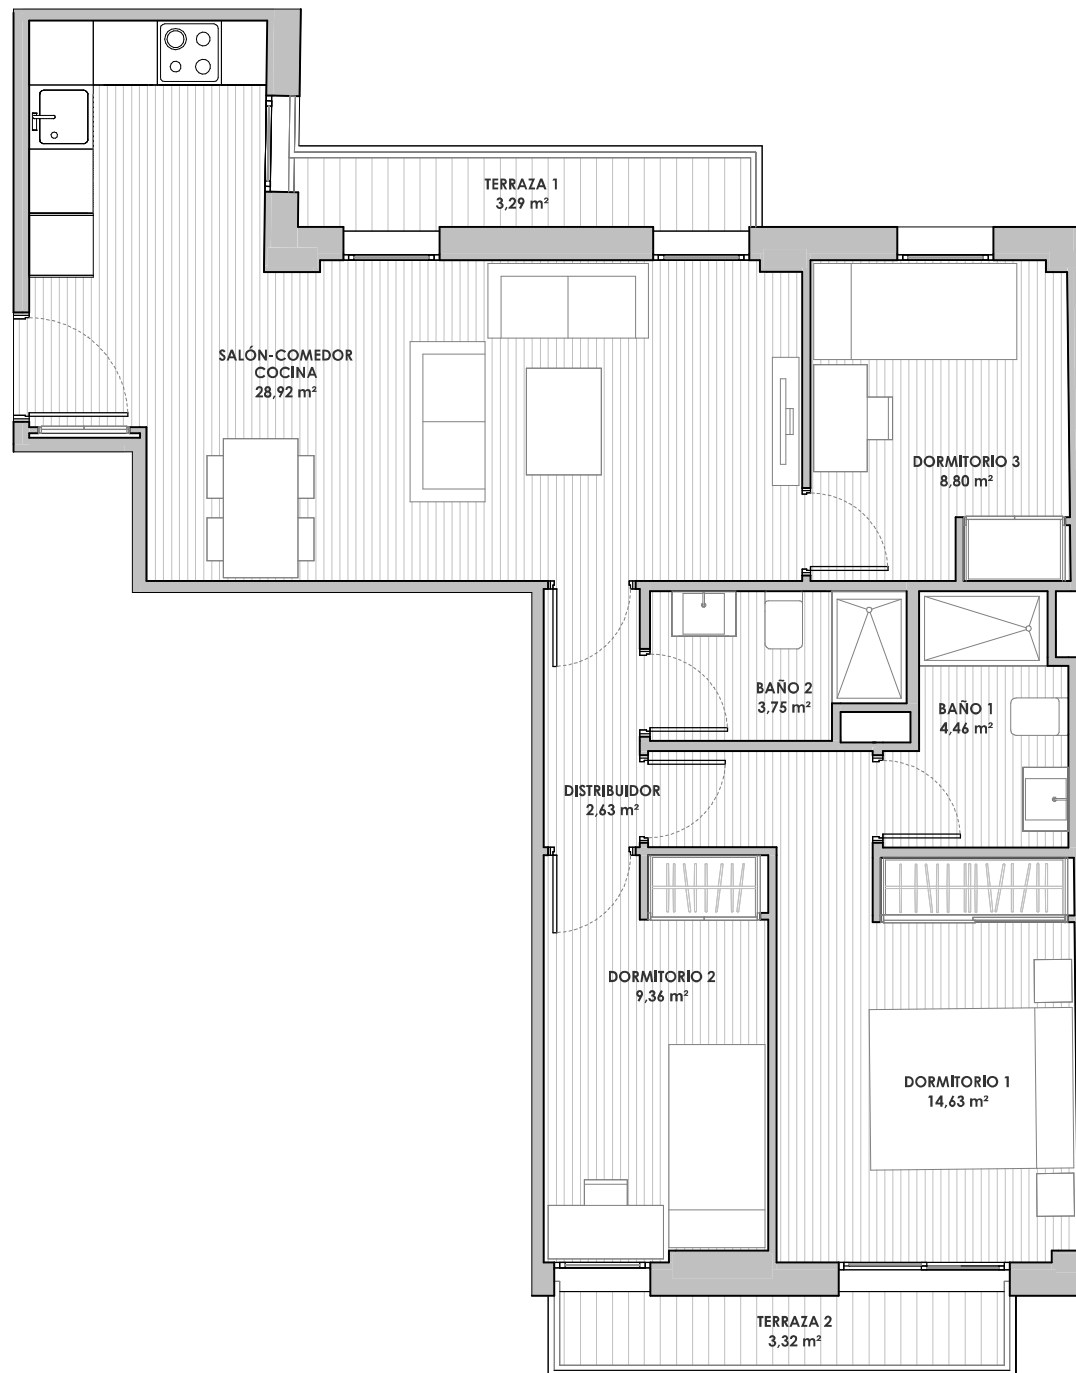 TERRAZA 1
3,29 m²
SALÓN-COMEDOR
COCINA
28,92 m²
DORMITORIO 3
8,80 m²
BAÑO 2
3,75 m²
BAÑO 1
4,46 m²
DISTRIBUIDOR
2,63 m²
DORMITORIO 2
9,36 m²
DORMITORIO 1
14,63 m²
TERRAZA 2
3,32 m²